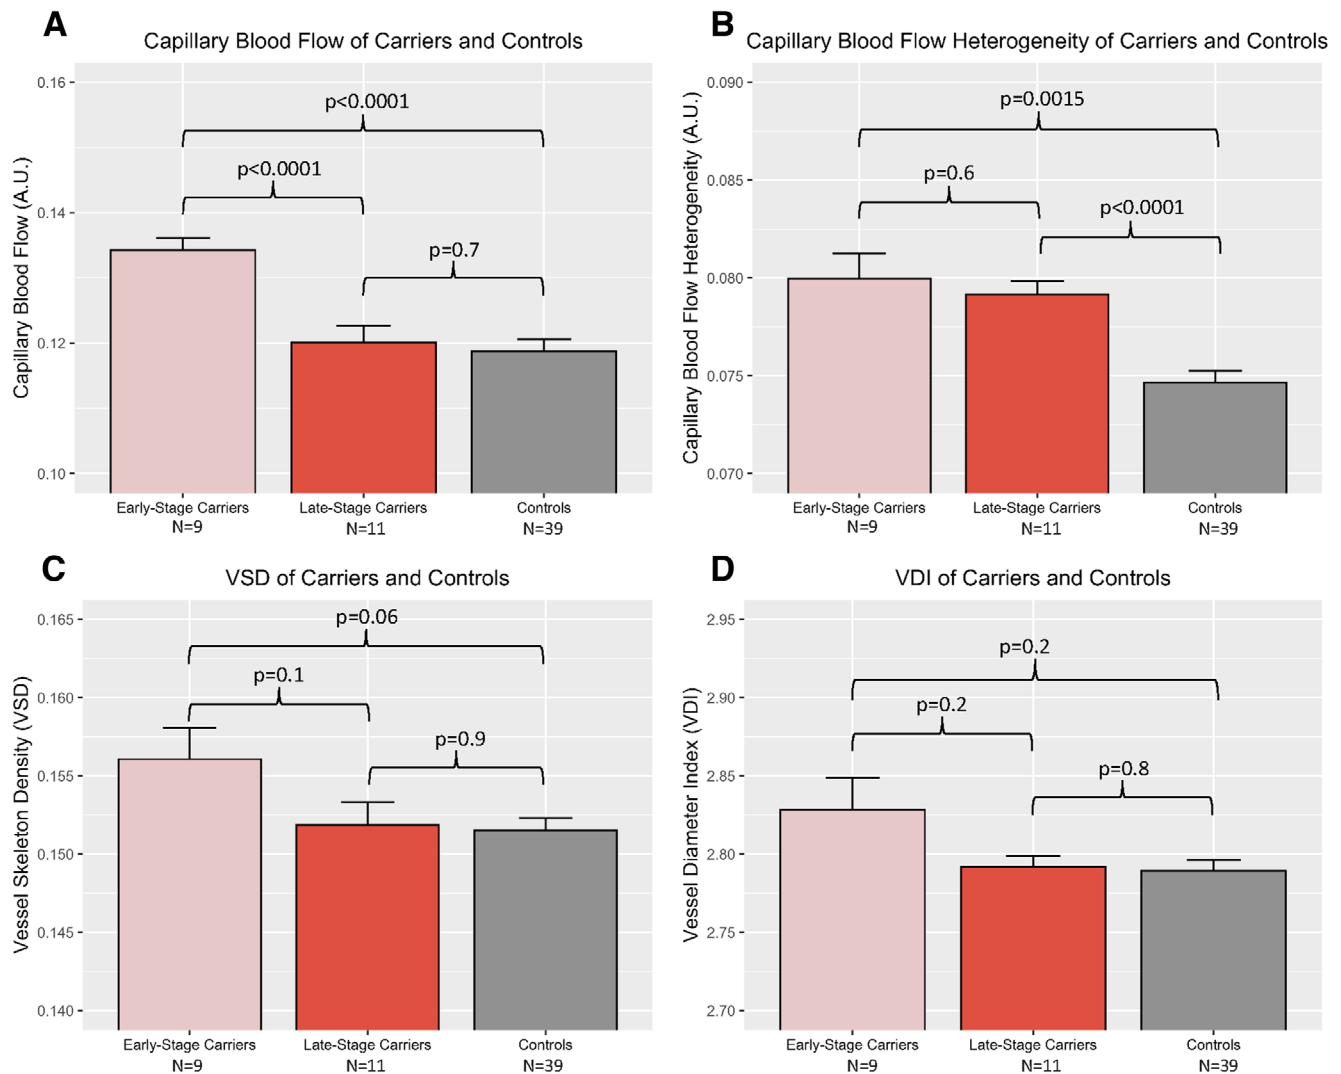 A
Capillary Blood Flow of Carriers and Controls
Capillary Blood Flow (A.U.)
0.16
0.14
0.12
0.10
p<0.0001
p<0.0001
p=0.7
Early-Stage Carriers
N=9
Late-Stage Carriers
N=11
Controls
N=39
B
Capillary Blood Flow Heterogeneity of Carriers and Controls
Capillary Blood Flow Heterogeneity (A.U.)
0.090
0.085
0.080
0.075
0.070
p=0.0015
p=0.6
p<0.0001
Early-Stage Carriers
N=9
Late-Stage Carriers
N=11
Controls
N=39
C
VSD of Carriers and Controls
Vessel Skeleton Density (VSD)
0.165
0.160
0.155
0.150
0.145
0.140
p=0.06
p=0.1
p=0.9
Early-Stage Carriers
N=9
Late-Stage Carriers
N=11
Controls
N=39
D
VDI of Carriers and Controls
Vessel Diameter Index (VDI)
2.95
2.90
2.85
2.80
2.75
2.70
p=0.2
p=0.2
p=0.8
Early-Stage Carriers
N=9
Late-Stage Carriers
N=11
Controls
N=39